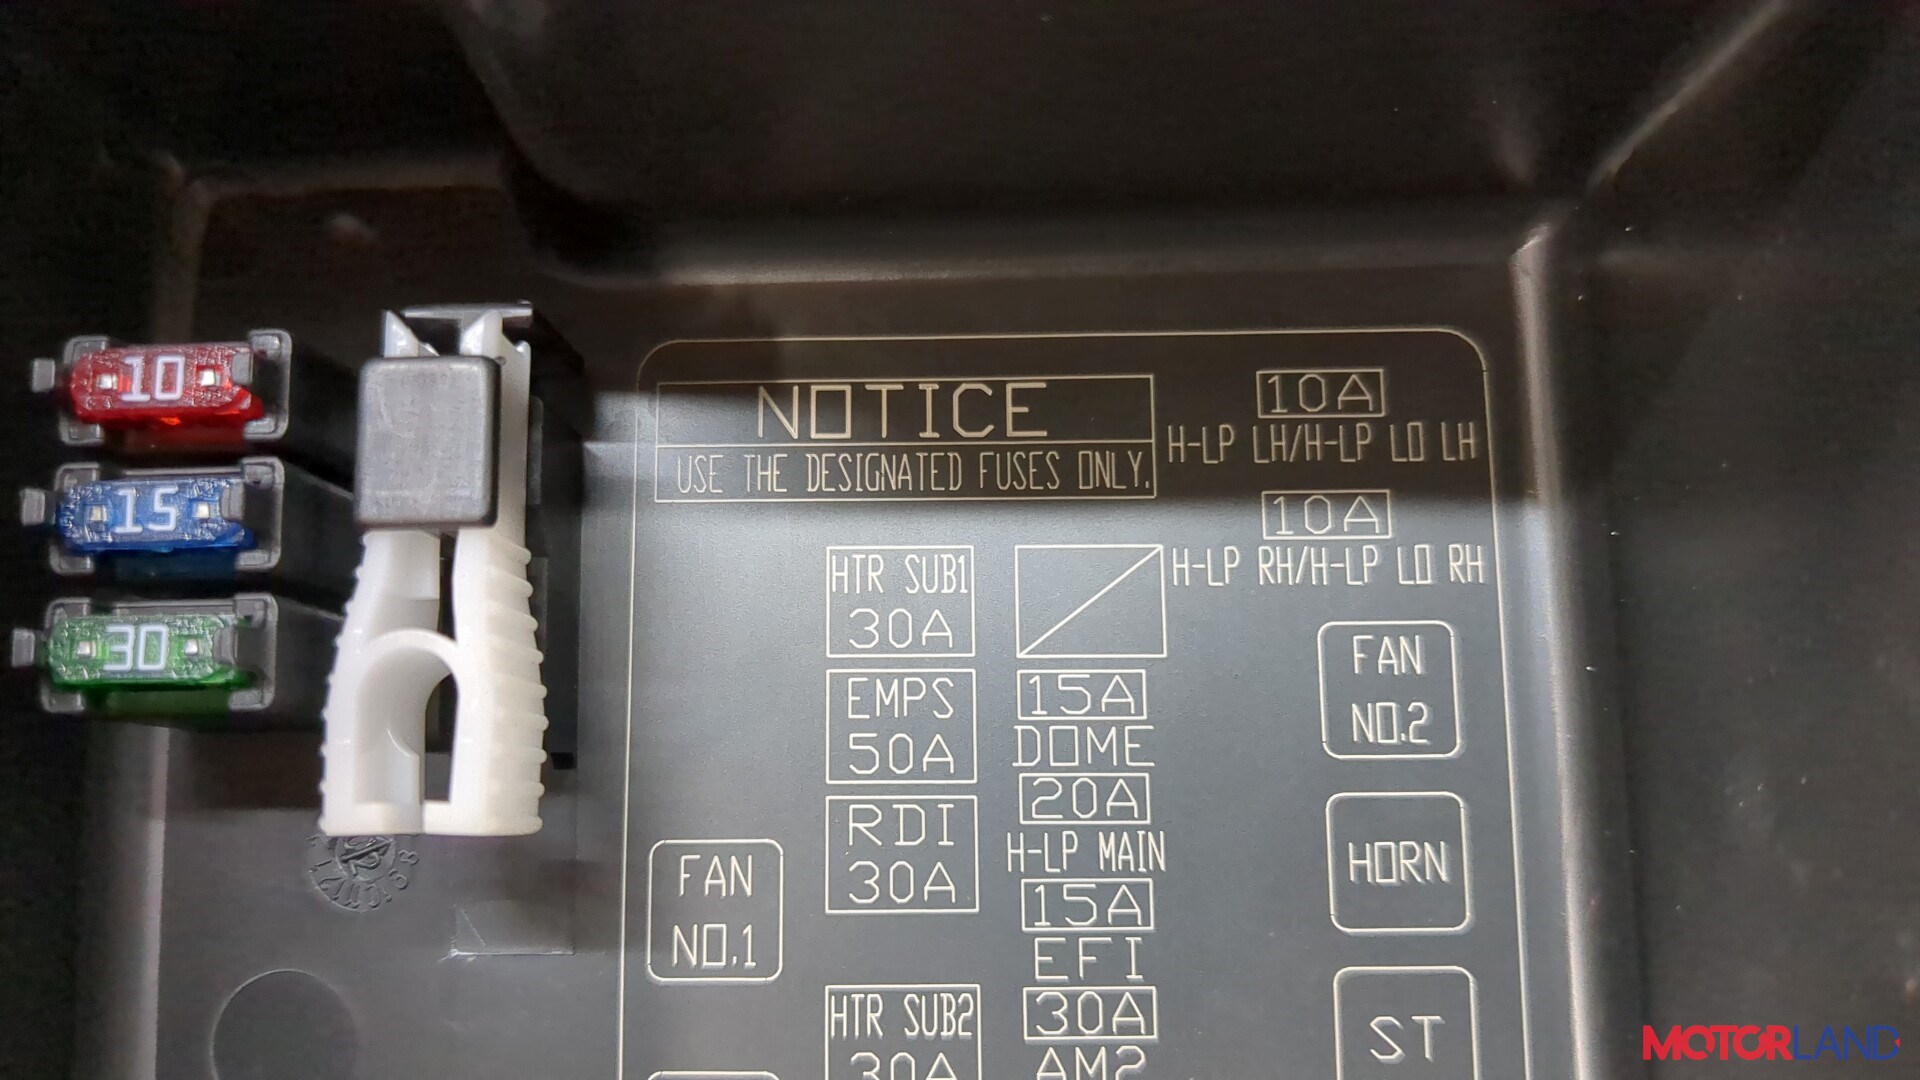 10
15
30
NOTICE
USE THE DESIGNATED FUSES ONLY.
10A
H-LP LH/H-LP LO LH
10A
H-LP RH/H-LP LO RH
HTR SUB1
30A
EMPS
50A
RDI
30A
HTR SUB2
30A
15A
DOME
20A
H-LP MAIN
15A
EFI
30A
AM2
FAN
NO.1
FAN
NO.2
HORN
ST
MOTORLAND